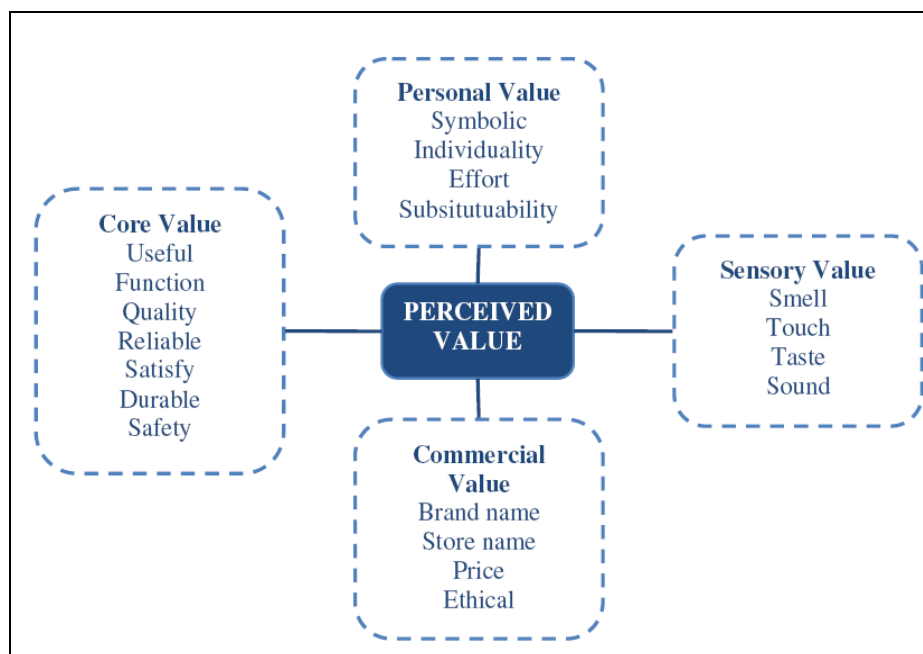 Personal Value
Symbolic
Individuality
Effort
Subsitutuability
Core Value
Useful
Function
Quality
Reliable
Satisfy
Durable
Safety
PERCEIVED
VALUE
Sensory Value
Smell
Touch
Taste
Sound
Commercial
Value
Brand name
Store name
Price
Ethical